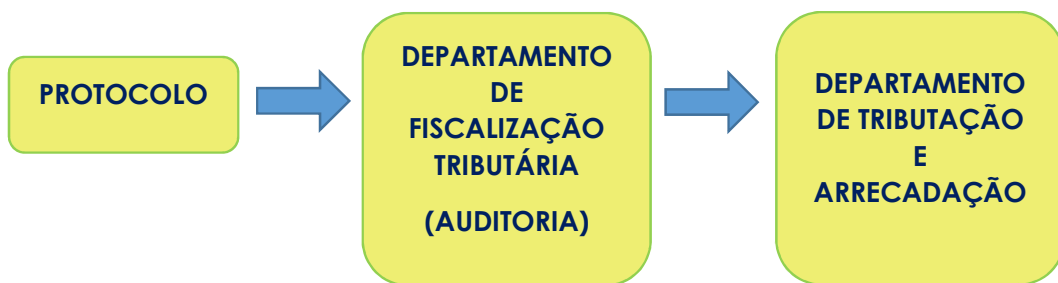 PROTOCOLO
DEPARTAMENTO
DE
FISCALIZAÇÃO
TRIBUTÁRIA
(AUDITORIA)
DEPARTAMENTO
DE TRIBUTAÇÃO
E
ARRECADAÇÃO